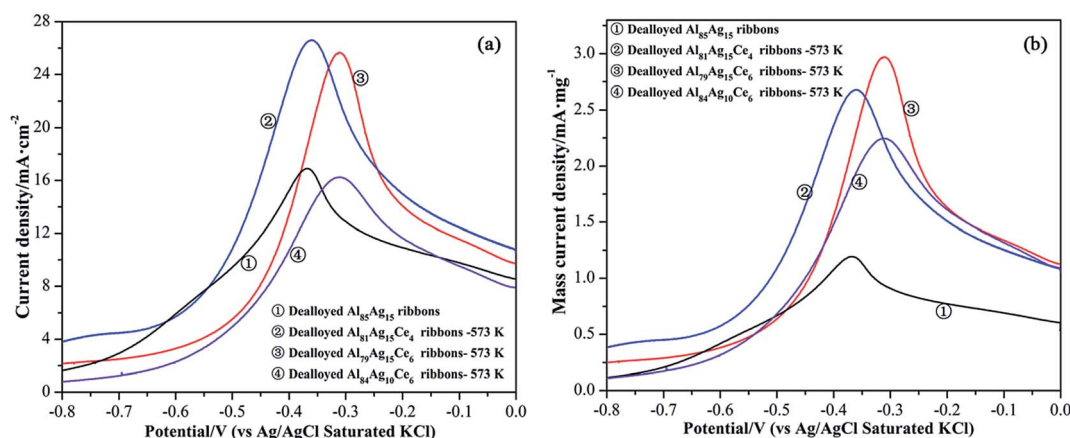 28
24
20
16
12
8
4
0
Current density/mA·cm⁻²
(a)
①
②
③
④
① Dealloyed Al₈₅Ag₁₅ ribbons
② Dealloyed Al₈₁Ag₁₅Ce₄ ribbons -573 K
③ Dealloyed Al₇₉Ag₁₅Ce₆ ribbons- 573 K
④ Dealloyed Al₈₄Ag₁₀Ce₆ ribbons- 573 K
-0.8 -0.7 -0.6 -0.5 -0.4 -0.3 -0.2 -0.1 0.0
Potential/V (vs Ag/AgCl Saturated KCl)
3.0
2.5
2.0
1.5
1.0
0.5
0.0
Mass current density/mA·mg⁻¹
(b)
① Dealloyed Al₈₅Ag₁₅ ribbons
② Dealloyed Al₈₁Ag₁₅Ce₄ ribbons -573 K
③ Dealloyed Al₇₉Ag₁₅Ce₆ ribbons- 573 K
④ Dealloyed Al₈₄Ag₁₀Ce₆ ribbons- 573 K
③
④
②
①
-0.8 -0.7 -0.6 -0.5 -0.4 -0.3 -0.2 -0.1 0.0
Potential/V (vs Ag/AgCl Saturated KCl)